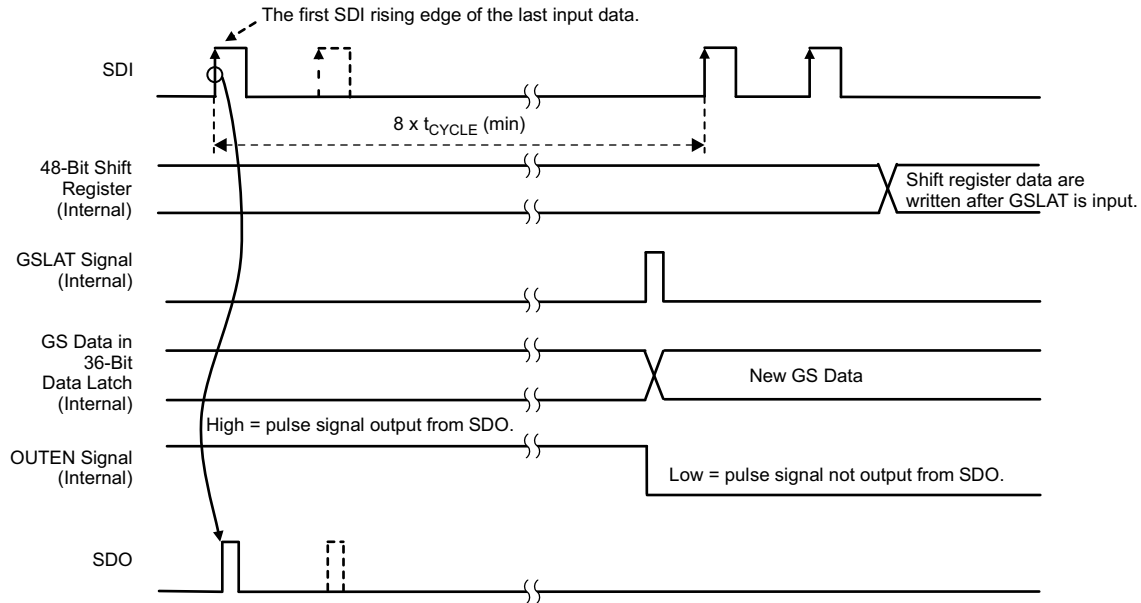 The first SDI rising edge of the last input data.
SDI
8 x tCYCLE (min)
48-Bit Shift
Register
(Internal)
Shift register data are
written after GSLAT is input.
GSLAT Signal
(Internal)
GS Data in
36-Bit
Data Latch
(Internal)
New GS Data
High = pulse signal output from SDO.
OUTEN Signal
(Internal)
Low = pulse signal not output from SDO.
SDO